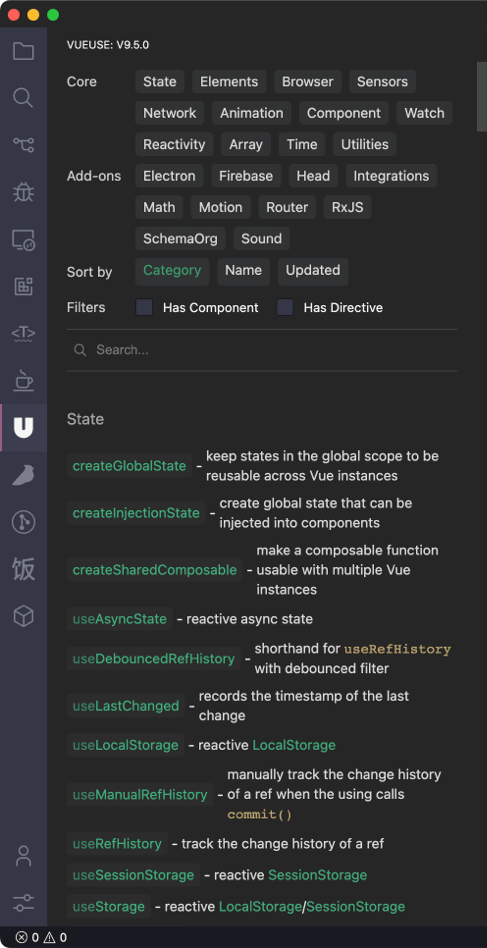 VUEUSE: V9.5.0
Core State Elements Browser Sensors
Network Animation Component Watch
Reactivity Array Time Utilities
Add-ons Electron Firebase Head Integrations
Math Motion Router RxJS
SchemaOrg Sound
Sort by Category Name Updated
Filters Has Component Has Directive
Search...
<T>
State
createGlobalState - keep states in the global scope to be
reusable across Vue instances
createInjectionState - create global state that can be
injected into components
createSharedComposable - make a composable function
usable with multiple Vue
instances
useAsyncState - reactive async state
useDebouncedRefHistory - shorthand for useRefHistory
with debounced filter
useLastChanged - records the timestamp of the last
change
useLocalStorage - reactive LocalStorage
useManualRefHistory - manually track the change history
of a ref when the using calls
commit()
饭
useRefHistory - track the change history of a ref
useSessionStorage - reactive SessionStorage
useStorage - reactive LocalStorage/SessionStorage
0 0